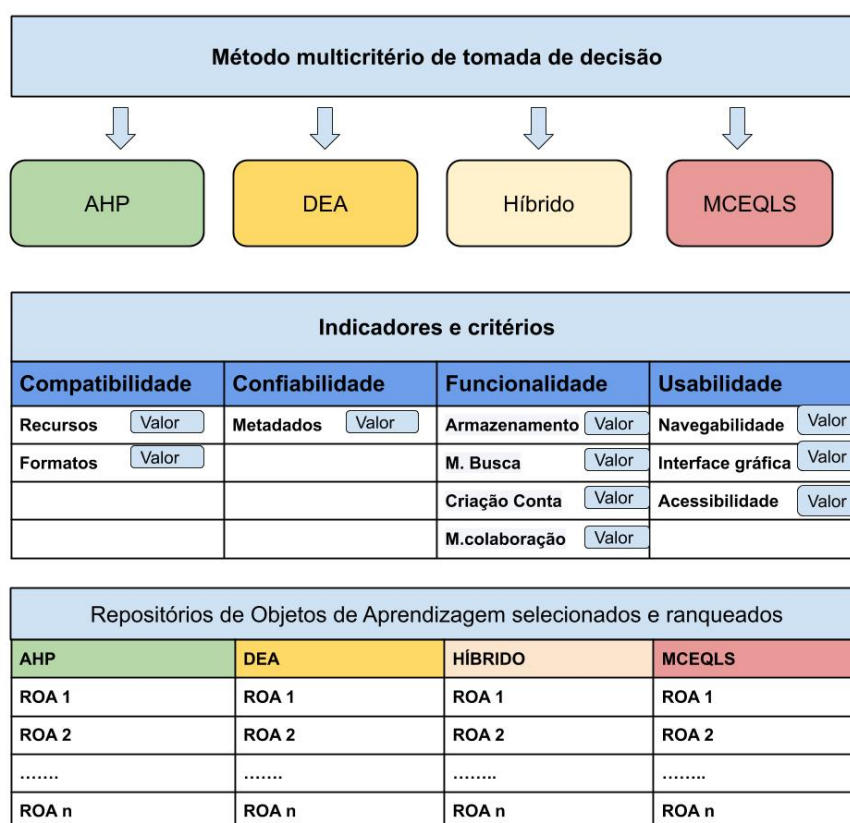 Método multicritério de tomada de decisão
AHP DEA Híbrido MCEQLS
Indicadores e critérios
Compatibilidade Confiabilidade Funcionalidade Usabilidade
Recursos Valor Metadados Valor Armazenamento Valor Navegabilidade Valor
Formatos Valor M. Busca Valor Interface gráfica Valor
Criação Conta Valor Acessibilidade Valor
M.colaboração Valor
Repositórios de Objetos de Aprendizagem selecionados e ranqueados
AHP DEA HÍBRIDO MCEQLS
ROA 1 ROA 1 ROA 1 ROA 1
ROA 2 ROA 2 ROA 2 ROA 2
....... ....... ........ ........
ROA n ROA n ROA n ROA n